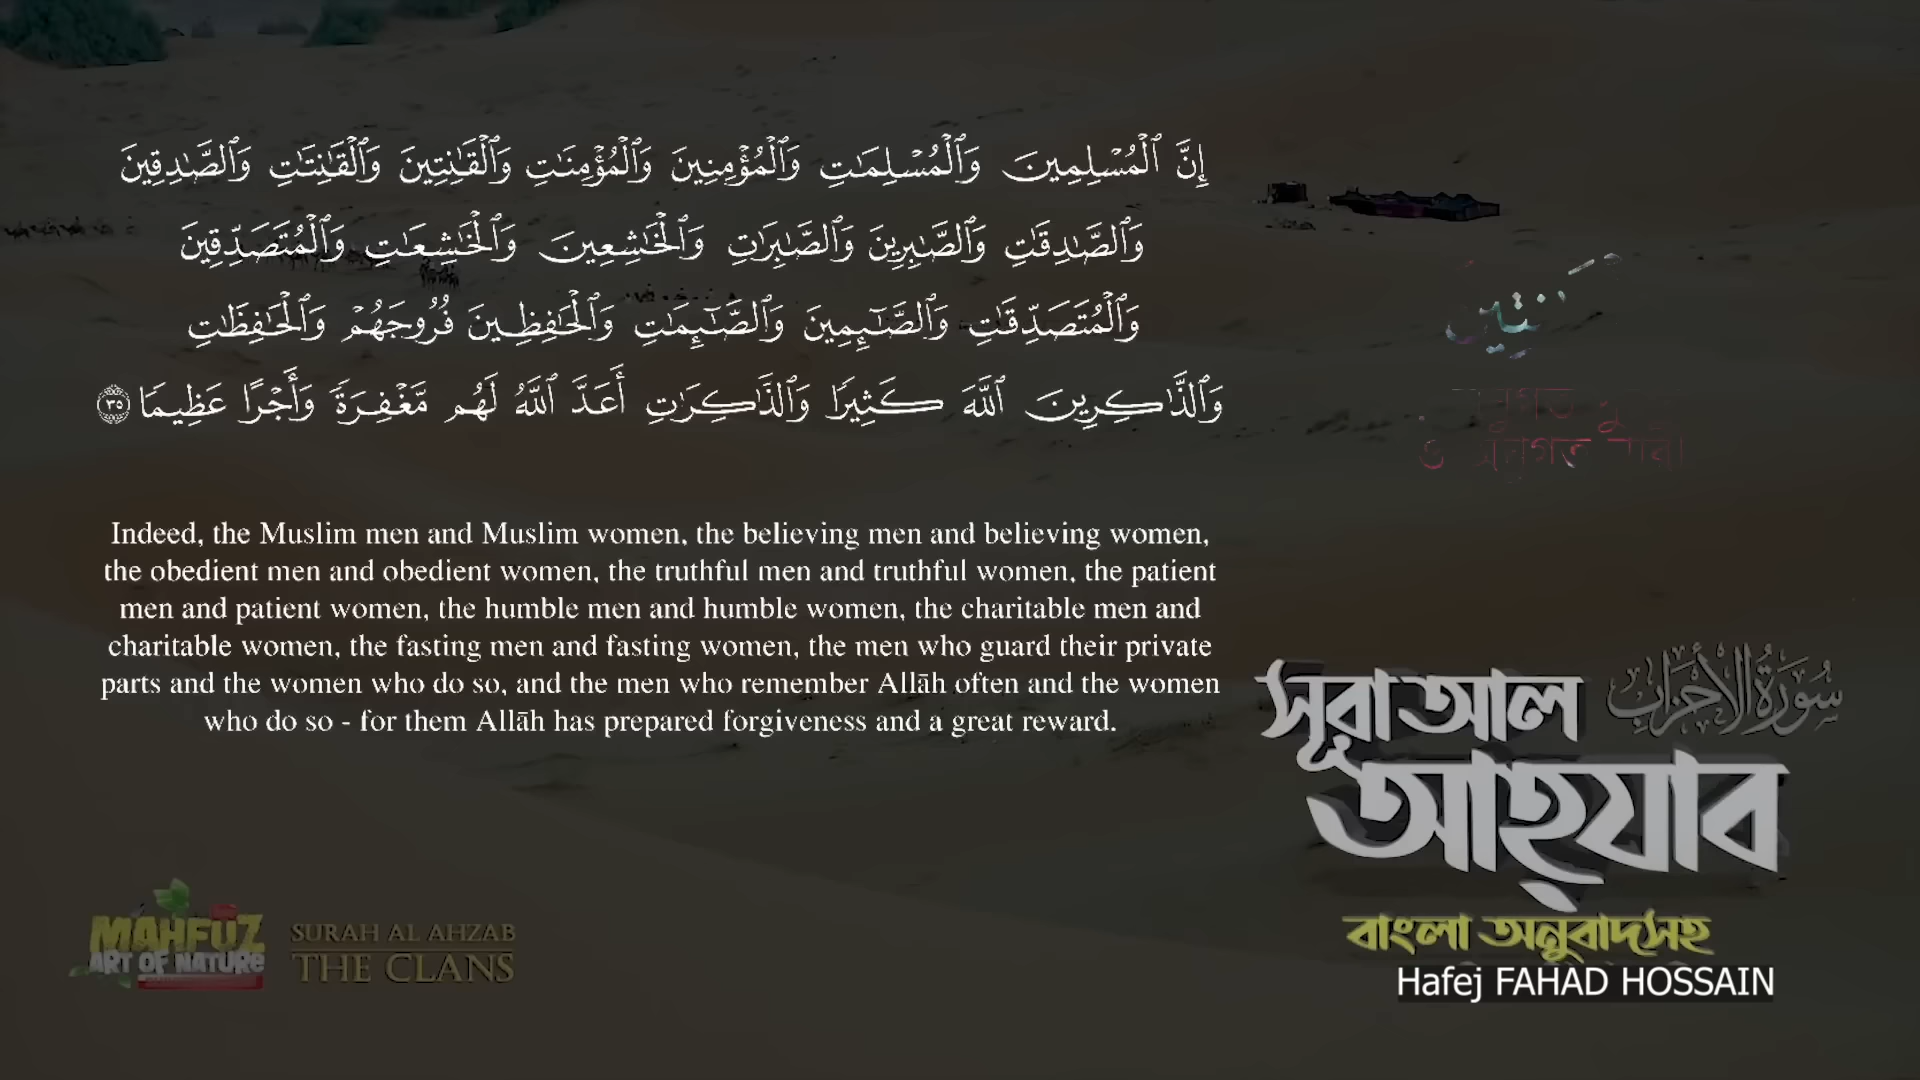 إِنَّ ٱلْمُسْلِمِينَ وَٱلْمُسْلِمَـٰتِ وَٱلْمُؤْمِنِينَ وَٱلْمُؤْمِنَـٰتِ وَٱلْقَـٰنِتِينَ وَٱلْقَـٰنِتَـٰتِ وَٱلصَّـٰدِقِينَ
وَٱلصَّـٰدِقَـٰتِ وَٱلصَّـٰبِرِينَ وَٱلصَّـٰبِرَٰتِ وَٱلْخَـٰشِعِينَ وَٱلْخَـٰشِعَـٰتِ وَٱلْمُتَصَدِّقِينَ
وَٱلْمُتَصَدِّقَـٰتِ وَٱلصَّـٰٓئِمِينَ وَٱلصَّـٰٓئِمَـٰتِ وَٱلْحَـٰفِظِينَ فُرُوجَهُمْ وَٱلْحَـٰفِظَـٰتِ
وَٱلذَّٰكِرِينَ ٱللَّهَ كَثِيرًا وَٱلذَّٰكِرَٰتِ أَعَدَّ ٱللَّهُ لَهُم مَّغْفِرَةً وَأَجْرًا عَظِيمًا ٣٥
Indeed, the Muslim men and Muslim women, the believing men and believing women,
the obedient men and obedient women, the truthful men and truthful women, the patient
men and patient women, the humble men and humble women, the charitable men and
charitable women, the fasting men and fasting women, the men who guard their private
parts and the women who do so, and the men who remember Allāh often and the women
who do so - for them Allāh has prepared forgiveness and a great reward.
সূরা আল
سُورَةُ الْأَحْزَاب
আহ্‌যাব
বাংলা অনুবাদসহ
Hafej FAHAD HOSSAIN
MAHFUZ
ART OF NATURE
SURAH AL AHZAB
THE CLANS